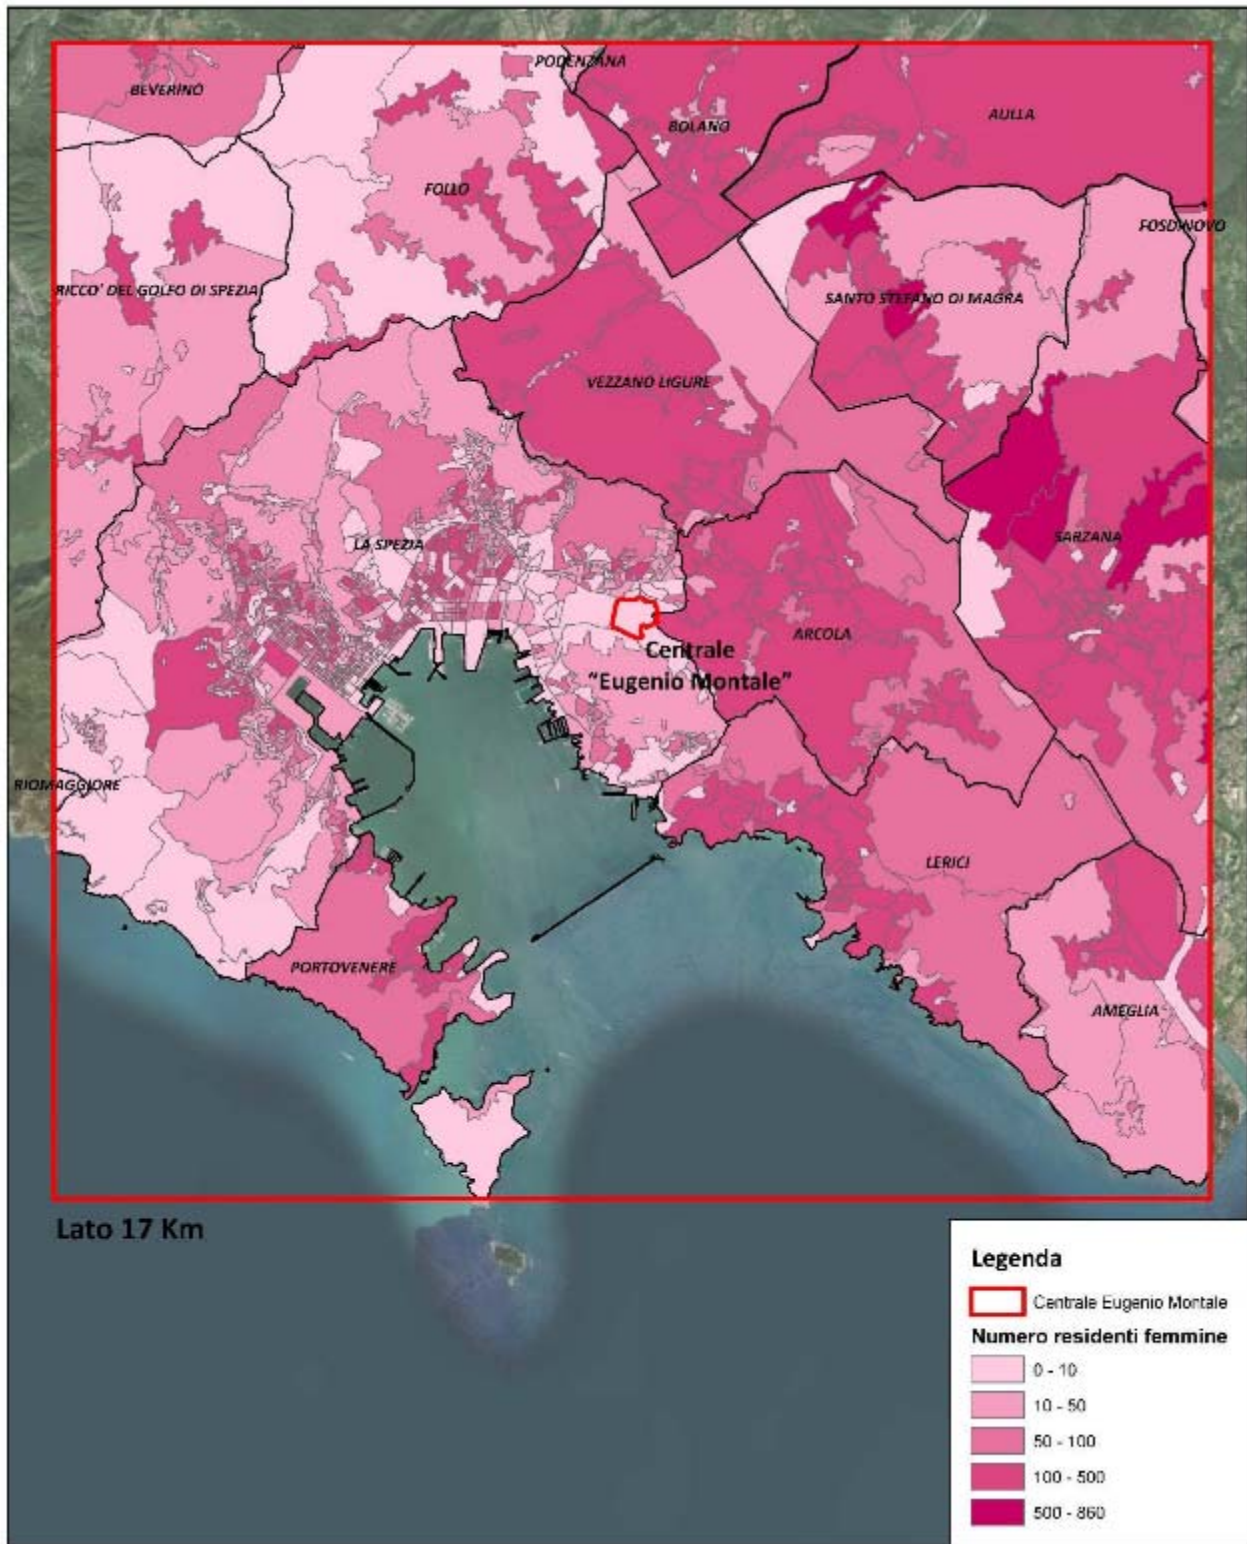 PODENZANA
BEVERINO
AULLA
BOLANO
FOLLO
FOSDINOVO
RICCO' DEL GOLFO DI SPEZIA
SANTO STEFANO DI MAGRA
VEZZANO LIGURE
SARZANA
LA SPEZIA
ARCOLA
Centrale
"Eugenio Montale"
RIOMAGGIORE
LERICI
PORTOVENERE
AMEGLIA
Lato 17 Km
Legenda
Centrale Eugenio Montale
Numero residenti femmine
0 - 10
10 - 50
50 - 100
100 - 500
500 - 860